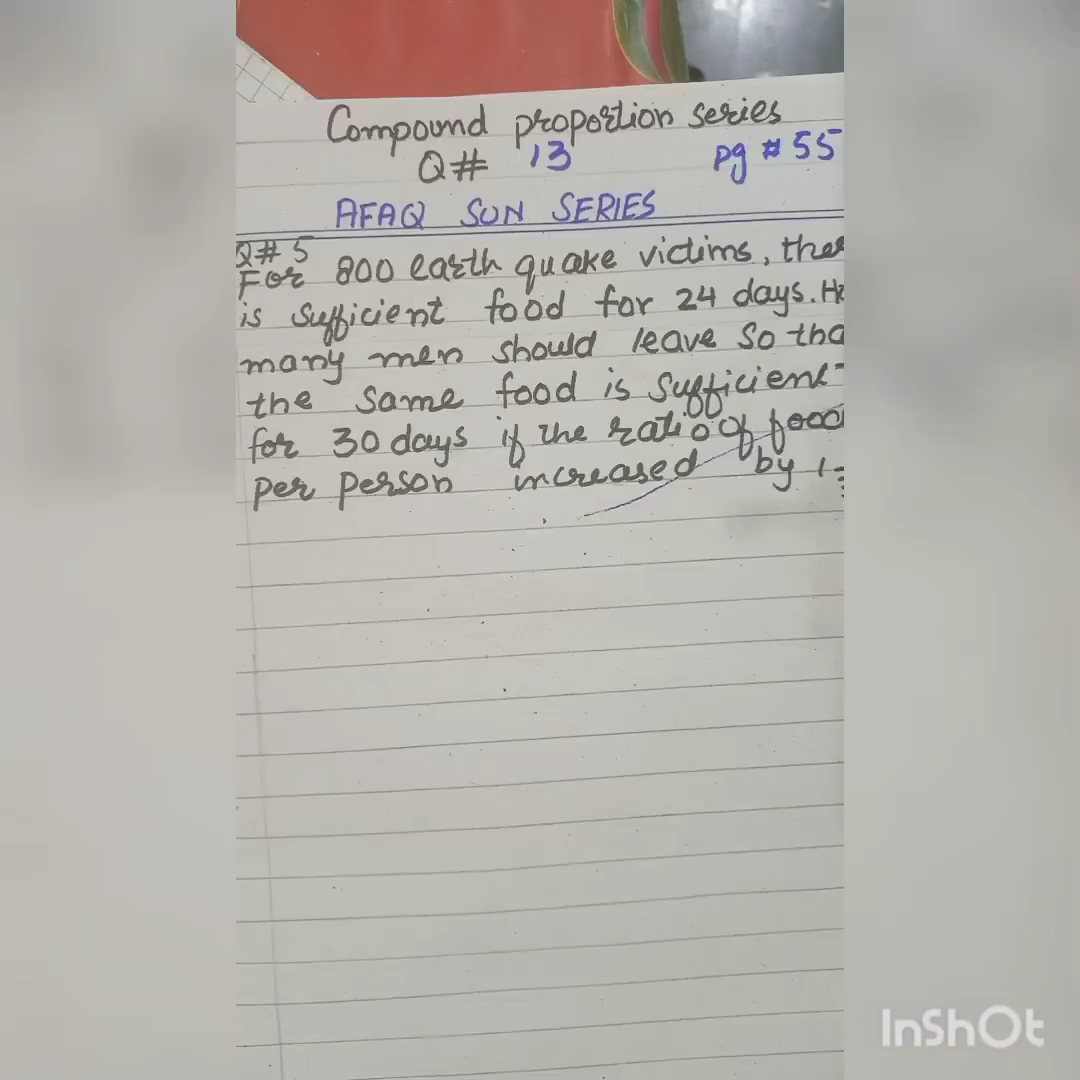 Compound proportion series
Q# 13 pg # 55
AFAQ SUN SERIES
Q# 5
For 800 earth quake victims, ther
is sufficient food for 24 days. Ho
many men should leave so tha
the same food is sufficient
for 30 days if the ratio of food
per person increased by
InShOt